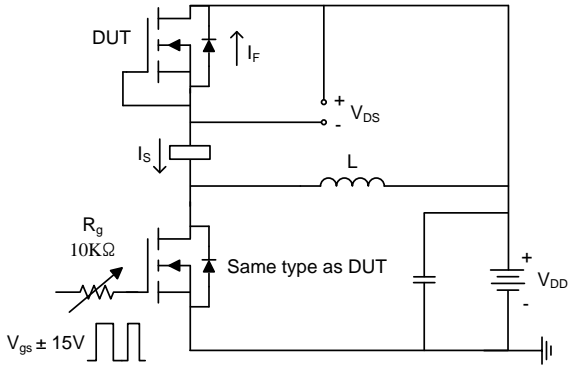 DUT
I_F
+
-
V_DS
I_S
L
R_g
10KΩ
Same type as DUT
+
-
V_DD
V_gs ± 15V